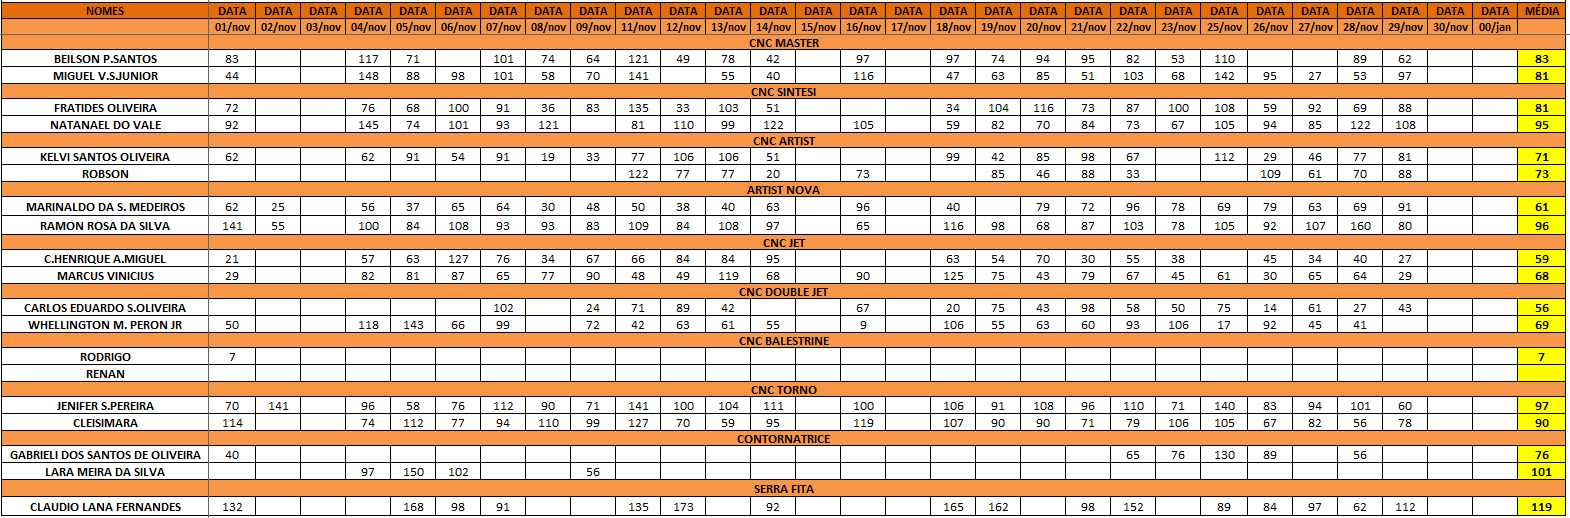 NOMES DATA DATA DATA DATA DATA DATA DATA DATA DATA DATA DATA DATA DATA DATA DATA DATA DATA DATA DATA DATA DATA DATA DATA DATA DATA DATA DATA DATA MÉDIA
01/nov 02/nov 03/nov 04/nov 05/nov 06/nov 07/nov 08/nov 09/nov 11/nov 12/nov 13/nov 14/nov 15/nov 16/nov 17/nov 18/nov 19/nov 20/nov 21/nov 22/nov 23/nov 25/nov 26/nov 27/nov 28/nov 29/nov 30/nov 00/jan
CNC MASTER
BEILSON P.SANTOS 83 117 71 101 74 64 121 49 78 42 97 97 74 94 95 82 53 110 89 62 83
MIGUEL V.S.JUNIOR 44 148 88 98 101 58 70 141 55 40 116 47 63 85 51 103 68 142 95 27 53 97 81
CNC SINTESI
FRATIDES OLIVEIRA 72 76 68 100 91 36 83 135 33 103 51 34 104 116 73 87 100 108 59 92 69 88 81
NATANAEL DO VALE 92 145 74 101 93 121 81 110 99 122 105 59 82 70 84 73 67 105 94 85 122 108 95
CNC ARTIST
KELVI SANTOS OLIVEIRA 62 62 91 54 91 19 33 77 106 106 51 99 42 85 98 67 112 29 46 77 81 71
ROBSON 122 77 77 20 73 85 46 88 33 109 61 70 88 73
ARTIST NOVA
MARINALDO DA S. MEDEIROS 62 25 56 37 65 64 30 48 50 38 40 63 96 40 79 72 96 78 69 79 63 69 91 61
RAMON ROSA DA SILVA 141 55 100 84 108 93 93 83 109 84 108 97 65 116 98 68 87 103 78 105 92 107 160 80 96
CNC JET
C.HENRIQUE A.MIGUEL 21 57 63 127 76 34 67 66 84 84 95 63 54 70 30 55 38 45 34 40 27 59
MARCUS VINICIUS 29 82 81 87 65 77 90 48 49 119 68 90 125 75 43 79 67 45 61 30 65 64 29 68
CNC DOUBLE JET
CARLOS EDUARDO S.OLIVEIRA 102 24 71 89 42 67 20 75 43 98 58 50 75 14 61 27 43 56
WHELLINGTON M. PERON JR 50 118 143 66 99 72 42 63 61 55 9 106 55 63 60 93 106 17 92 45 41 69
CNC BALESTRINE
RODRIGO 7 7
RENAN
CNC TORNO
JENIFER S.PEREIRA 70 141 96 58 76 112 90 71 141 100 104 111 100 106 91 108 96 110 71 140 83 94 101 60 97
CLEISIMARA 114 74 112 77 94 110 99 127 70 59 95 119 107 90 90 71 79 106 105 67 82 56 78 90
CONTORNATRICE
GABRIELI DOS SANTOS DE OLIVEIRA 40 65 76 130 89 56 76
LARA MEIRA DA SILVA 97 150 102 56 101
SERRA FITA
CLAUDIO LANA FERNANDES 132 168 98 91 135 173 92 165 162 98 152 89 84 97 62 112 119